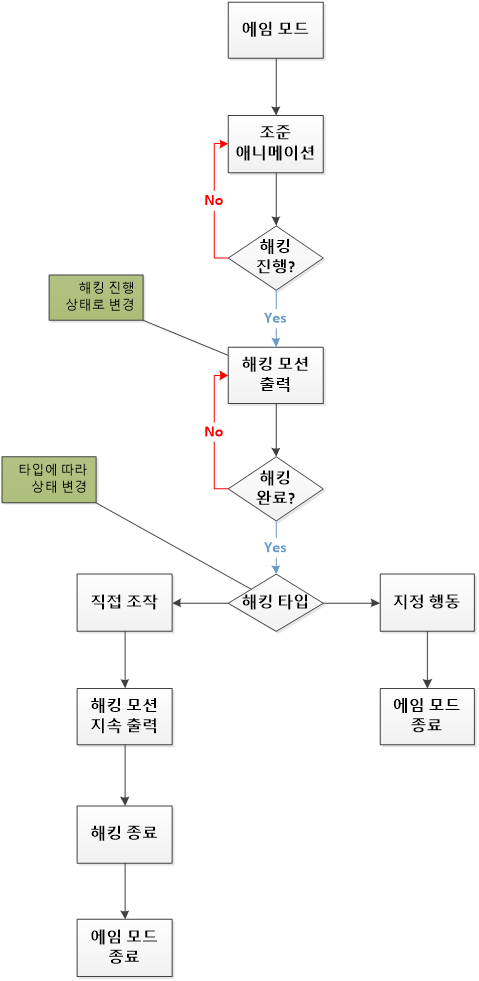 에임 모드
조준
애니메이션
No
해킹
진행?
해킹 진행
상태로 변경
Yes
해킹 모션
출력
No
타입에 따라
상태 변경
해킹
완료?
Yes
직접 조작
해킹 타입
지정 행동
해킹 모션
지속 출력
에임 모드
종료
해킹 종료
에임 모드
종료